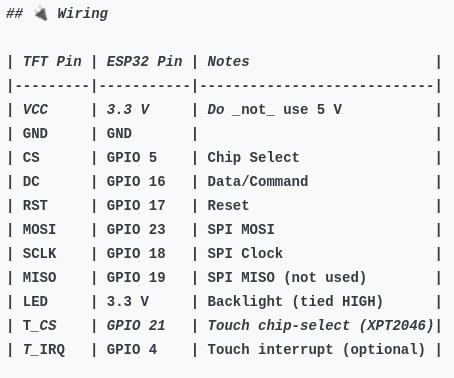 ## 🔌 Wiring
| TFT Pin | ESP32 Pin | Notes                      |
|---------|-----------|----------------------------|
| VCC     | 3.3 V     | Do _not_ use 5 V           |
| GND     | GND       |                            |
| CS      | GPIO 5    | Chip Select                |
| DC      | GPIO 16   | Data/Command               |
| RST     | GPIO 17   | Reset                      |
| MOSI    | GPIO 23   | SPI MOSI                   |
| SCLK    | GPIO 18   | SPI Clock                  |
| MISO    | GPIO 19   | SPI MISO (not used)        |
| LED     | 3.3 V     | Backlight (tied HIGH)      |
| T_CS    | GPIO 21   | Touch chip-select (XPT2046)|
| T_IRQ   | GPIO 4    | Touch interrupt (optional) |